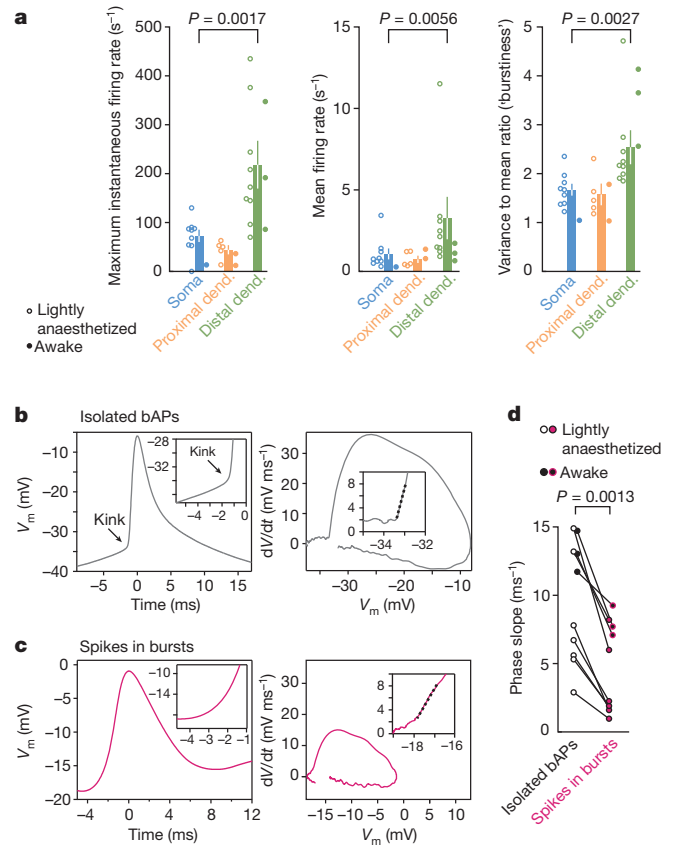 a
P = 0.0017
P = 0.0056
P = 0.0027
Maximum instantaneous firing rate (s⁻¹)
500
400
300
200
100
0
Soma
Proximal dend.
Distal dend.
Mean firing rate (s⁻¹)
15
10
5
0
Soma
Proximal dend.
Distal dend.
Variance to mean ratio (‘burstiness’)
5
4
3
2
1
0
Soma
Proximal dend.
Distal dend.
Lightly
anaesthetized
Awake
b
Isolated bAPs
Vm (mV)
−5
−10
−20
−30
−40
Kink
−28
−32
Kink
−4
−2
0
−5
0
5
10
15
Time (ms)
dV/dt (mV ms⁻¹)
30
20
10
0
8
6
4
2
0
−34
−32
−30
−20
−10
Vm (mV)
c
Spikes in bursts
Vm (mV)
0
−5
−10
−15
−20
−8
−12
−16
−4
−3
−2
−1
−4
0
4
8
12
Time (ms)
dV/dt (mV ms⁻¹)
30
20
10
0
8
6
4
2
0
−18
−16
−15
−10
−5
0
5
10
Vm (mV)
d
Lightly
anaesthetized
Awake
P = 0.0013
Phase slope (ms⁻¹)
15
10
5
0
Isolated bAPs
Spikes in bursts